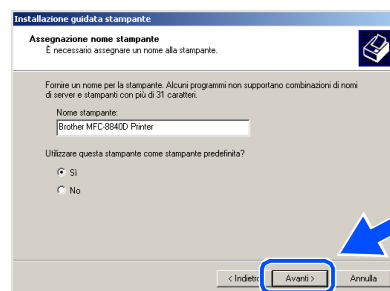 Installazione guidata stampante
Assegnazione nome stampante
È necessario assegnare un nome alla stampante.
Fornire un nome per la stampante. Alcuni programmi non supportano combinazioni di nomi
di server e stampanti con più di 31 caratteri.
Nome stampante:
Brother MFC-8840D Printer
Utilizzare questa stampante come stampante predefinita?
Sì
No
< Indietro Avanti > Annulla